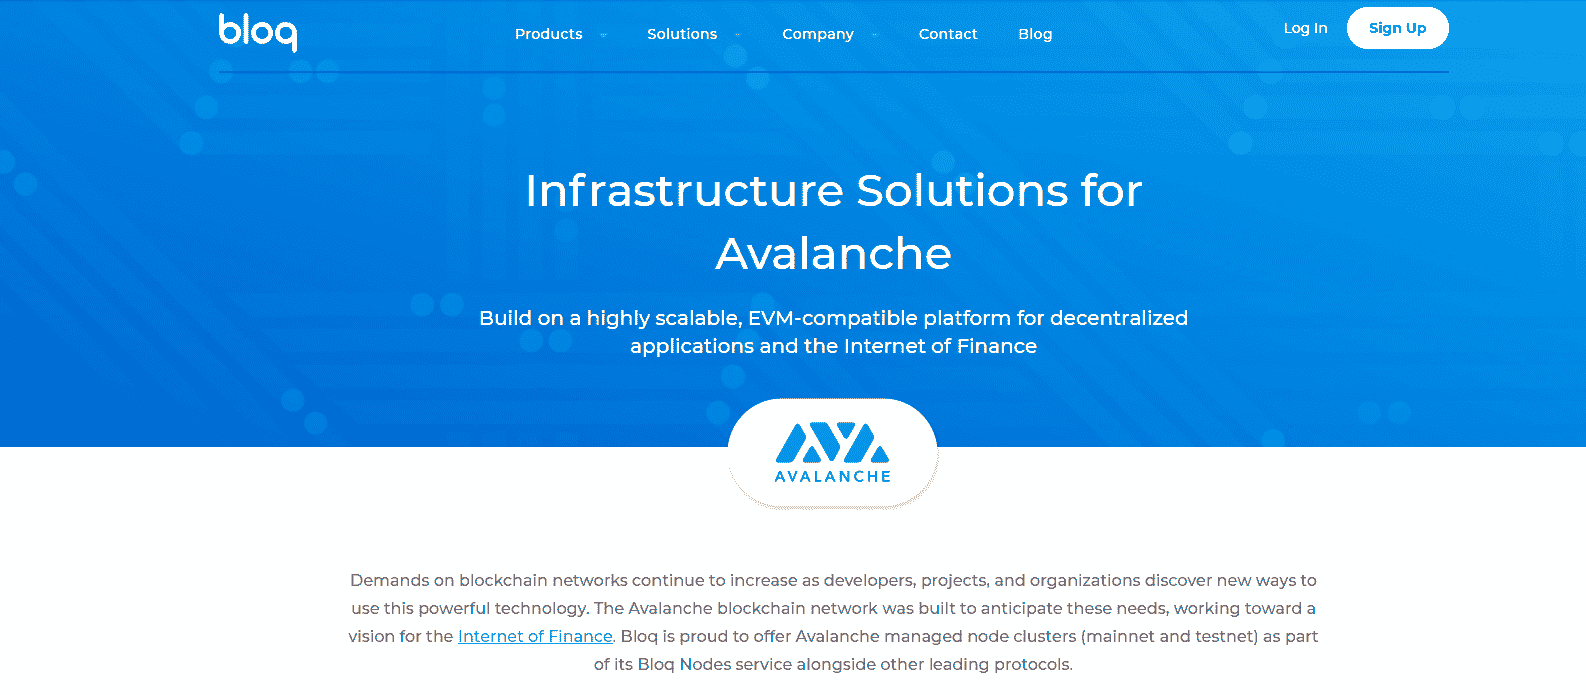 bloq
Products Solutions Company Contact Blog Log In Sign Up
Infrastructure Solutions for
Avalanche
Build on a highly scalable, EVM-compatible platform for decentralized
applications and the Internet of Finance
AVALANCHE
Demands on blockchain networks continue to increase as developers, projects, and organizations discover new ways to
use this powerful technology. The Avalanche blockchain network was built to anticipate these needs, working toward a
vision for the Internet of Finance. Bloq is proud to offer Avalanche managed node clusters (mainnet and testnet) as part
of its Bloq Nodes service alongside other leading protocols.